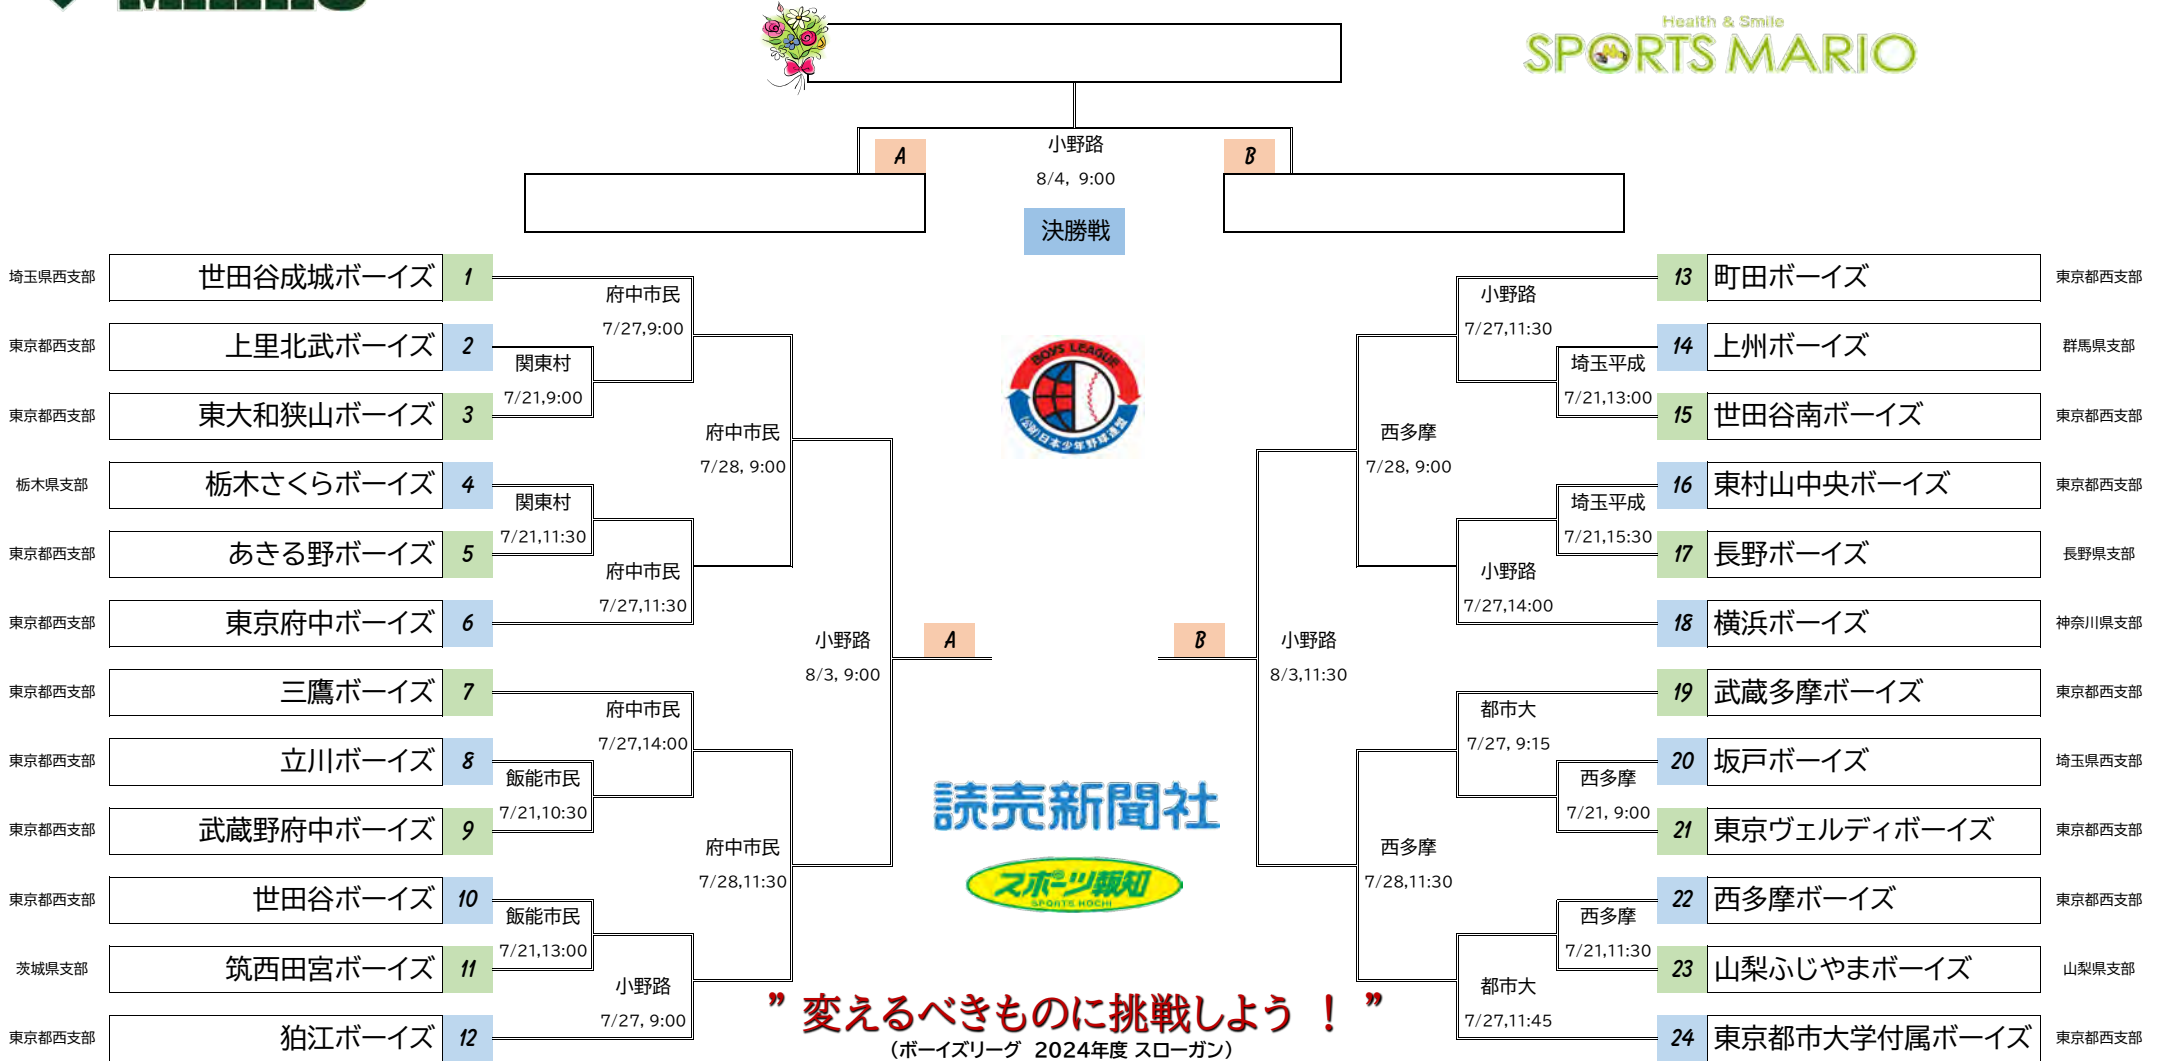 Health & Smile
SPORTS MARIO
小野路
A
B
8/4, 9:00
決勝戦
埼玉県西支部 世田谷成城ボーイズ 1
府中市民
7/27,9:00
東京都西支部 上里北武ボーイズ 2
関東村
7/21,9:00
東京都西支部 東大和狭山ボーイズ 3
府中市民
7/28, 9:00
栃木県支部 栃木さくらボーイズ 4
関東村
7/21,11:30
東京都西支部 あきる野ボーイズ 5
府中市民
7/27,11:30
東京都西支部 東京府中ボーイズ 6
小野路
8/3, 9:00
A
東京都西支部 三鷹ボーイズ 7
府中市民
7/27,14:00
東京都西支部 立川ボーイズ 8
飯能市民
7/21,10:30
東京都西支部 武蔵野府中ボーイズ 9
府中市民
7/28,11:30
東京都西支部 世田谷ボーイズ 10
飯能市民
7/21,13:00
茨城県支部 筑西田宮ボーイズ 11
小野路
7/27, 9:00
東京都西支部 狛江ボーイズ 12
BOYS LEAGUE
(公財)日本少年野球連盟
読売新聞社
スポーツ報知
SPORTS HOCHI
13 町田ボーイズ 東京都西支部
小野路
7/27,11:30
14 上州ボーイズ 群馬県支部
埼玉平成
7/21,13:00
15 世田谷南ボーイズ 東京都西支部
西多摩
7/28, 9:00
16 東村山中央ボーイズ 東京都西支部
埼玉平成
7/21,15:30
17 長野ボーイズ 長野県支部
小野路
7/27,14:00
18 横浜ボーイズ 神奈川県支部
B
小野路
8/3,11:30
19 武蔵多摩ボーイズ 東京都西支部
都市大
7/27, 9:15
20 坂戸ボーイズ 埼玉県西支部
西多摩
7/21, 9:00
21 東京ヴェルディボーイズ 東京都西支部
西多摩
7/28,11:30
22 西多摩ボーイズ 東京都西支部
西多摩
7/21,11:30
23 山梨ふじやまボーイズ 山梨県支部
都市大
7/27,11:45
24 東京都市大学付属ボーイズ 東京都西支部
” 変えるべきものに挑戦しよう ！ ”
（ボーイズリーグ 2024年度 スローガン）